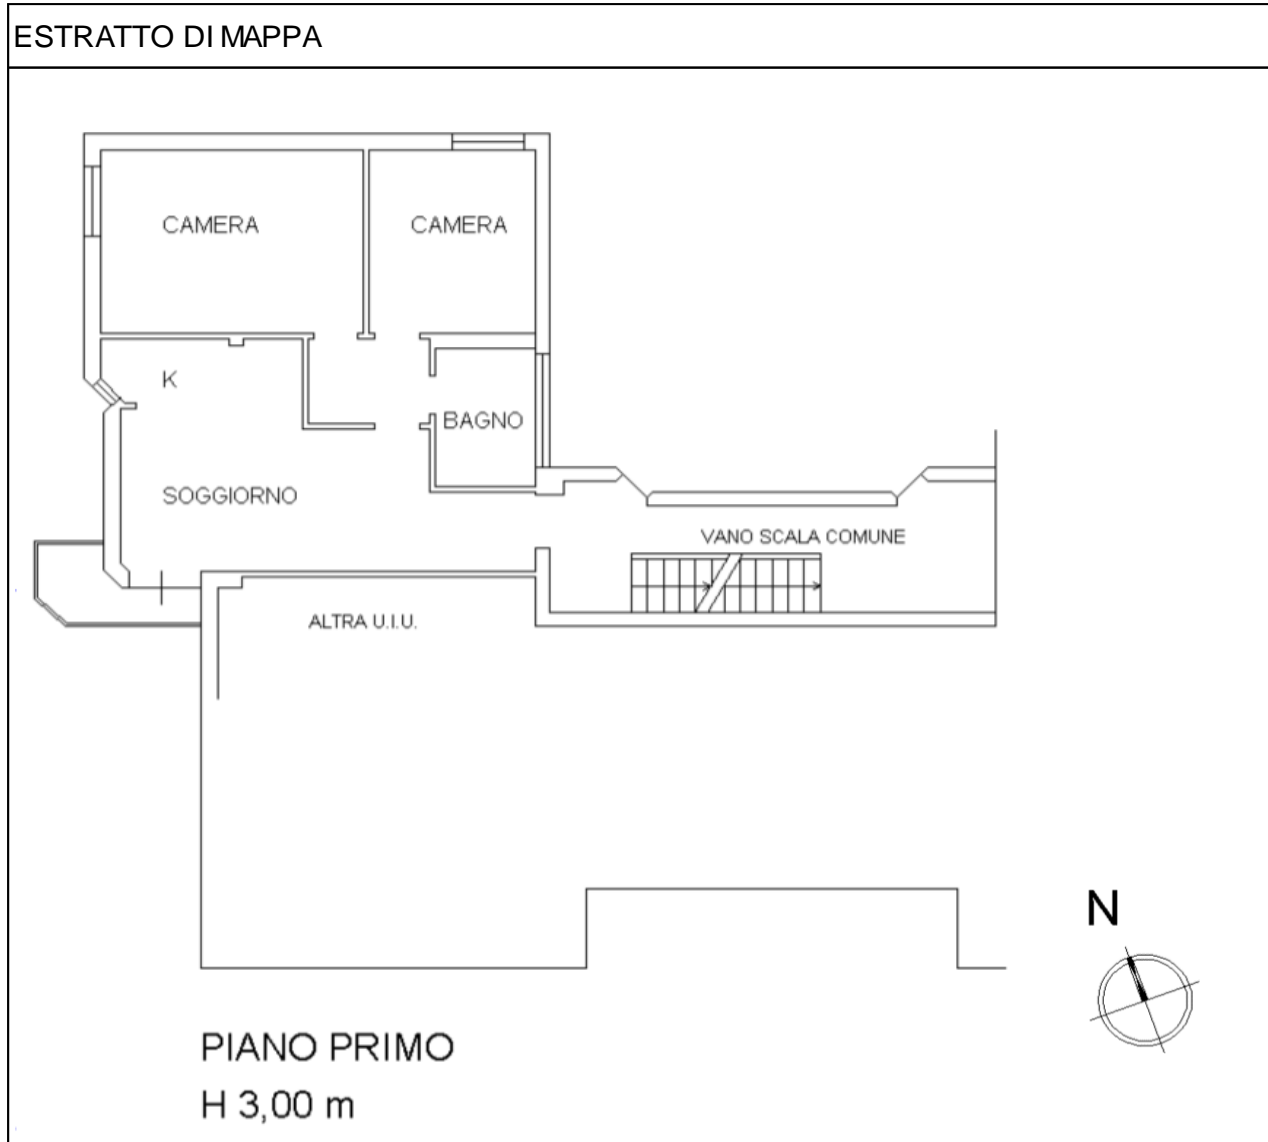 ESTRATTO DI MAPPA
CAMERA CAMERA
K
BAGNO
SOGGIORNO
VANO SCALA COMUNE
ALTRA U.I.U.
N
PIANO PRIMO
H 3,00 m